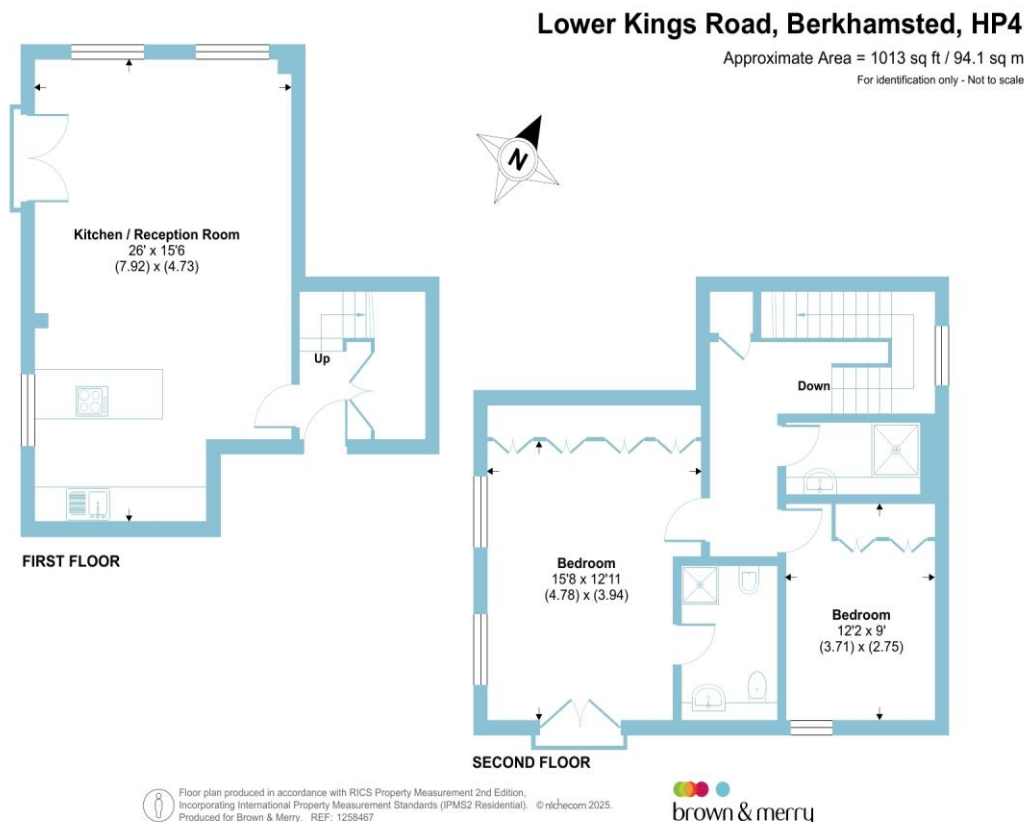 Lower Kings Road, Berkhamsted, HP4
Approximate Area = 1013 sq ft / 94.1 sq m
For identification only - Not to scale
N
Kitchen / Reception Room
26' x 15'6
(7.92) x (4.73)
Up
FIRST FLOOR
Down
Bedroom
15'8 x 12'11
(4.78) x (3.94)
Bedroom
12'2 x 9'
(3.71) x (2.75)
SECOND FLOOR
Floor plan produced in accordance with RICS Property Measurement 2nd Edition,
Incorporating International Property Measurement Standards (IPMS2 Residential). © nichecom 2025.
Produced for Brown & Merry. REF: 1258467
brown & merry